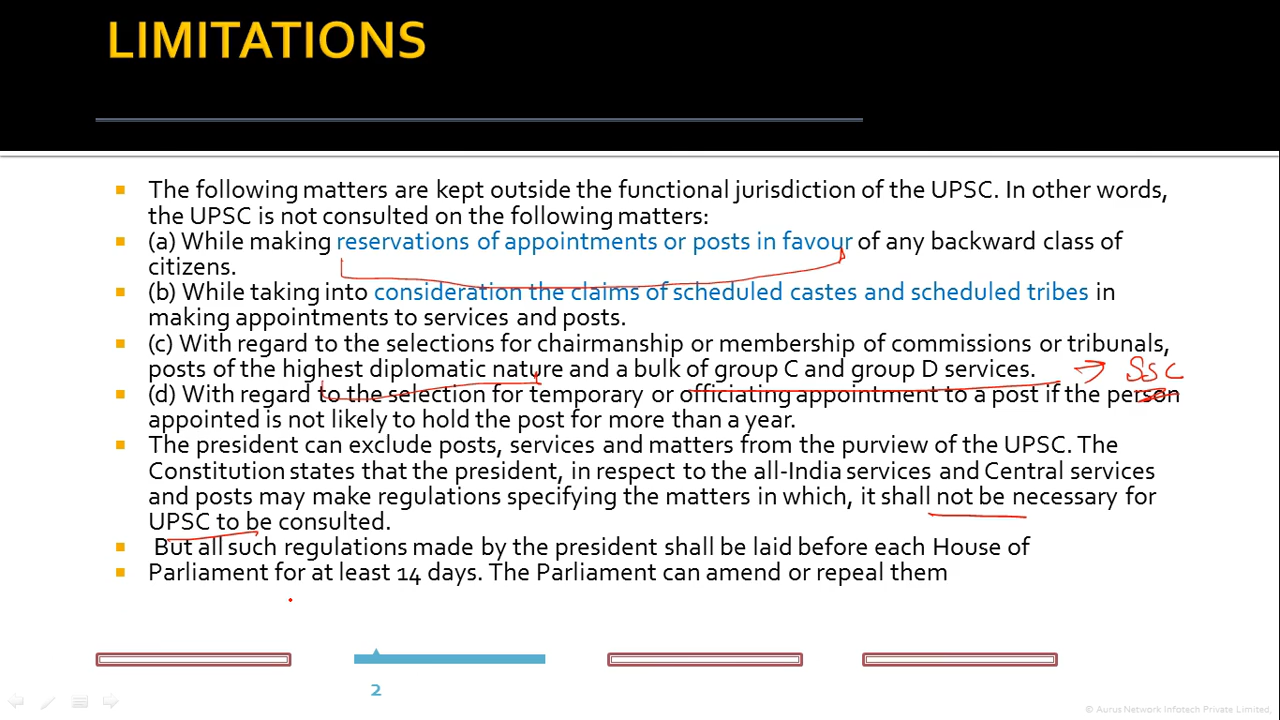 LIMITATIONS
The following matters are kept outside the functional jurisdiction of the UPSC. In other words,
the UPSC is not consulted on the following matters:
(a) While making reservations of appointments or posts in favour of any backward class of
citizens.
(b) While taking into consideration the claims of scheduled castes and scheduled tribes in
making appointments to services and posts.
(c) With regard to the selections for chairmanship or membership of commissions or tribunals,
posts of the highest diplomatic nature and a bulk of group C and group D services. → SSC
(d) With regard to the selection for temporary or officiating appointment to a post if the person
appointed is not likely to hold the post for more than a year.
The president can exclude posts, services and matters from the purview of the UPSC. The
Constitution states that the president, in respect to the all-India services and Central services
and posts may make regulations specifying the matters in which, it shall not be necessary for
UPSC to be consulted.
But all such regulations made by the president shall be laid before each House of
Parliament for at least 14 days. The Parliament can amend or repeal them
2
© Aurus Network Infotech Private Limited,